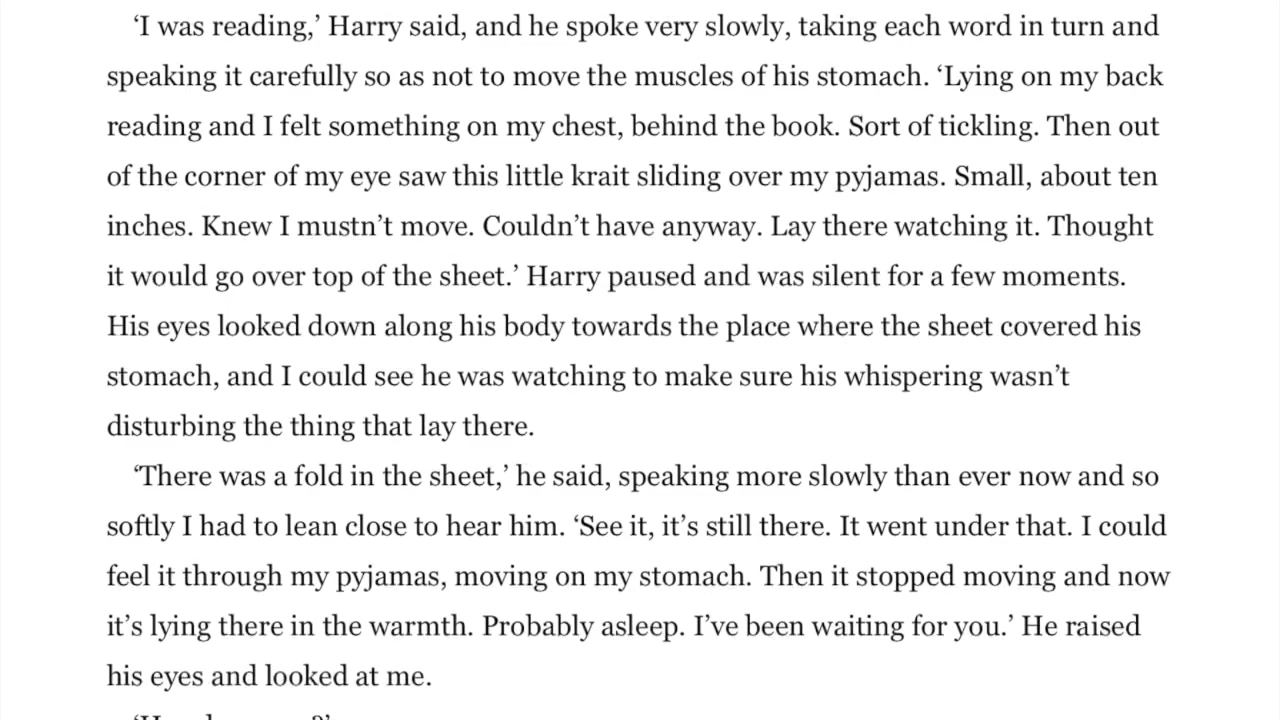 ‘I was reading,’ Harry said, and he spoke very slowly, taking each word in turn and
speaking it carefully so as not to move the muscles of his stomach. ‘Lying on my back
reading and I felt something on my chest, behind the book. Sort of tickling. Then out
of the corner of my eye saw this little krait sliding over my pyjamas. Small, about ten
inches. Knew I mustn’t move. Couldn’t have anyway. Lay there watching it. Thought
it would go over top of the sheet.’ Harry paused and was silent for a few moments.
His eyes looked down along his body towards the place where the sheet covered his
stomach, and I could see he was watching to make sure his whispering wasn’t
disturbing the thing that lay there.
‘There was a fold in the sheet,’ he said, speaking more slowly than ever now and so
softly I had to lean close to hear him. ‘See it, it’s still there. It went under that. I could
feel it through my pyjamas, moving on my stomach. Then it stopped moving and now
it’s lying there in the warmth. Probably asleep. I’ve been waiting for you.’ He raised
his eyes and looked at me.